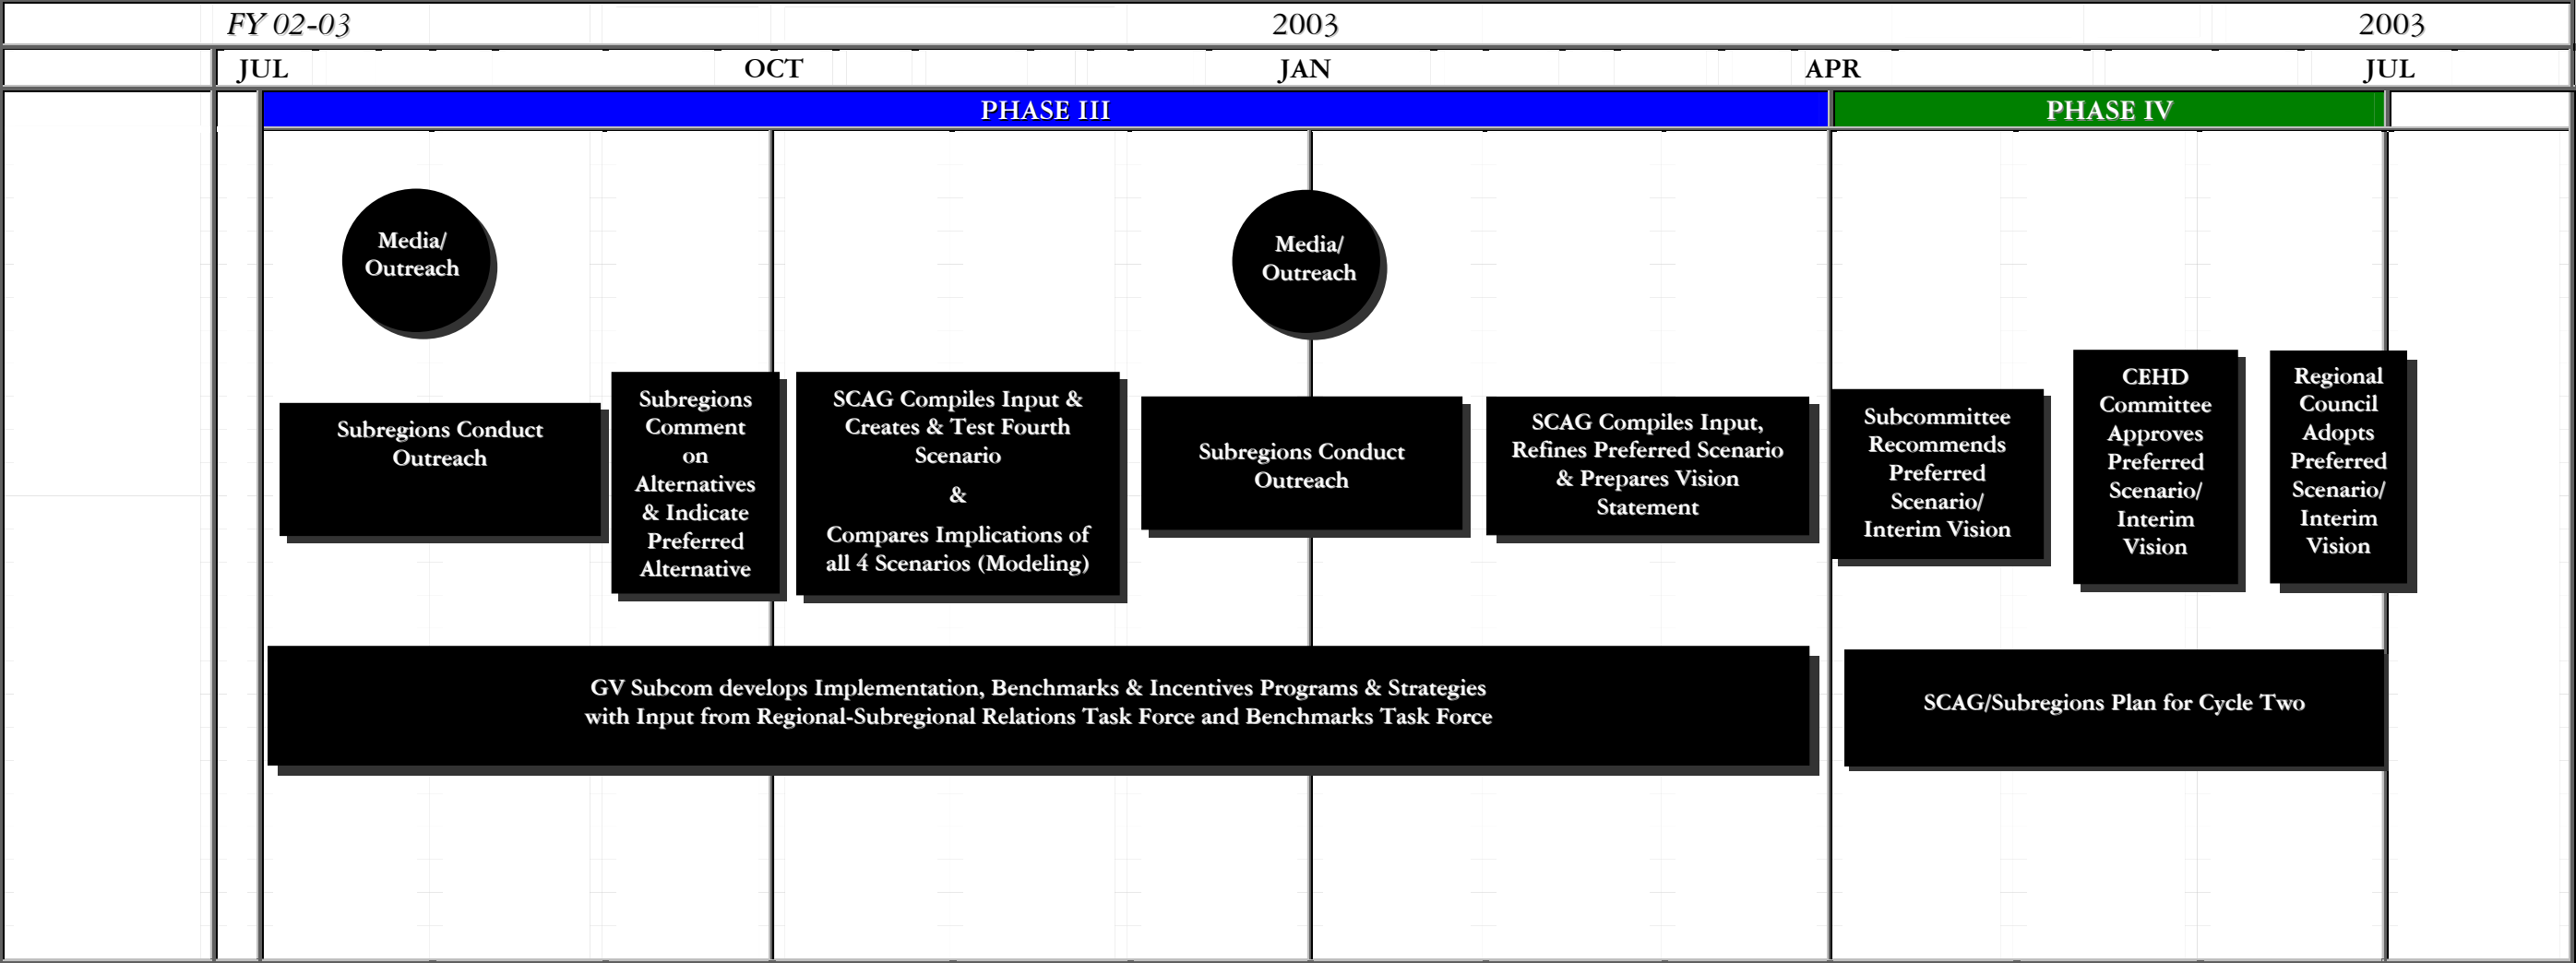 FY 02-03
2003
2003
JUL
OCT
JAN
APR
JUL
PHASE III
PHASE IV
Media/
Outreach
Media/
Outreach
Subregions Conduct
Outreach
Subregions
Comment
on
Alternatives
& Indicate
Preferred
Alternative
SCAG Compiles Input &
Creates & Test Fourth
Scenario
&
Compares Implications of
all 4 Scenarios (Modeling)
Subregions Conduct
Outreach
SCAG Compiles Input,
Refines Preferred Scenario
& Prepares Vision
Statement
Subcommittee
Recommends
Preferred
Scenario/
Interim Vision
CEHD
Committee
Approves
Preferred
Scenario/
Interim
Vision
Regional
Council
Adopts
Preferred
Scenario/
Interim
Vision
GV Subcom develops Implementation, Benchmarks & Incentives Programs & Strategies
with Input from Regional-Subregional Relations Task Force and Benchmarks Task Force
SCAG/Subregions Plan for Cycle Two